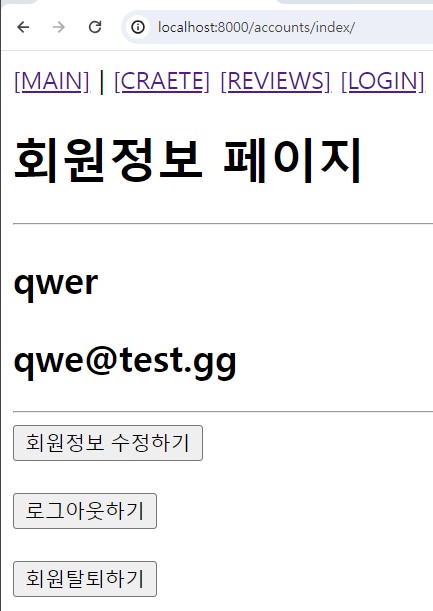 localhost:8000/accounts/index/
[MAIN] | [CRAETE] [REVIEWS] [LOGIN]
회원정보 페이지
qwer
qwe@test.gg
회원정보 수정하기
로그아웃하기
회원탈퇴하기